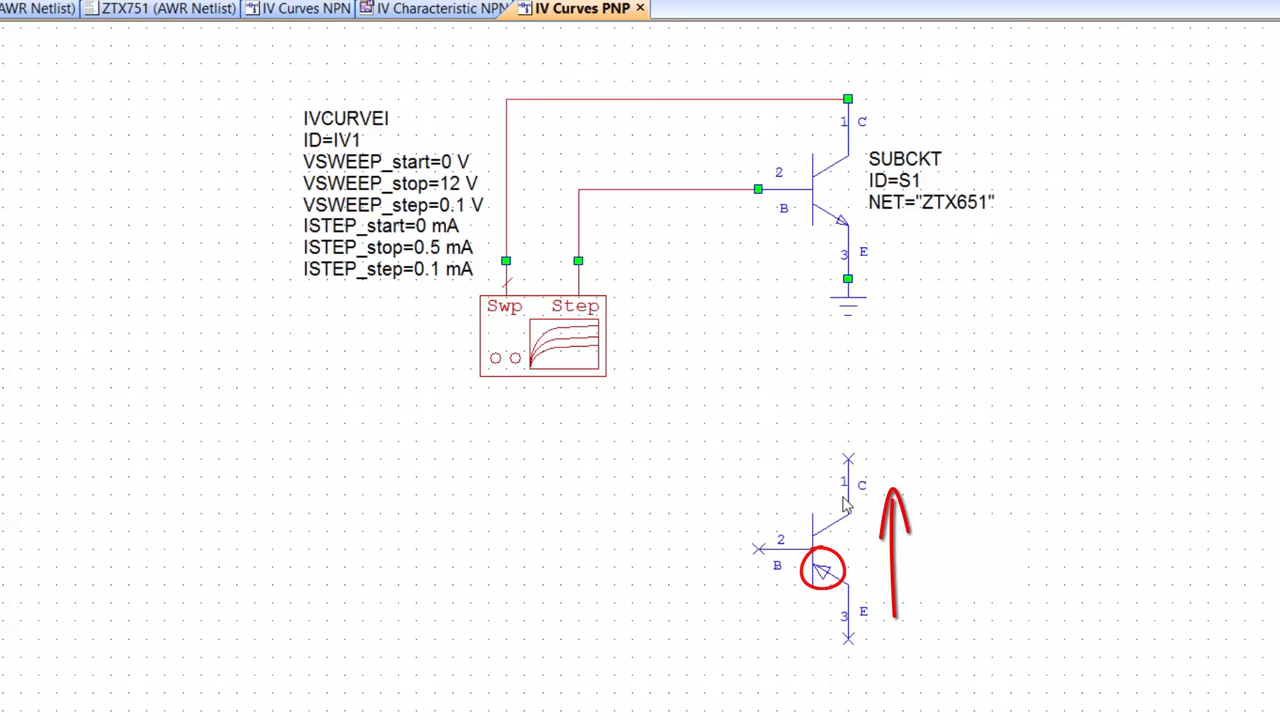 AWR Netlist)
ZTX751 (AWR Netlist)
IV Curves NPN
IV Characteristic NPN
IV Curves PNP
IVCURVEI
ID=IV1
VSWEEP_start=0 V
VSWEEP_stop=12 V
VSWEEP_step=0.1 V
ISTEP_start=0 mA
ISTEP_stop=0.5 mA
ISTEP_step=0.1 mA
Swp Step
1 C
2
B
3 E
SUBCKT
ID=S1
NET="ZTX651"
1 C
2
B
3 E